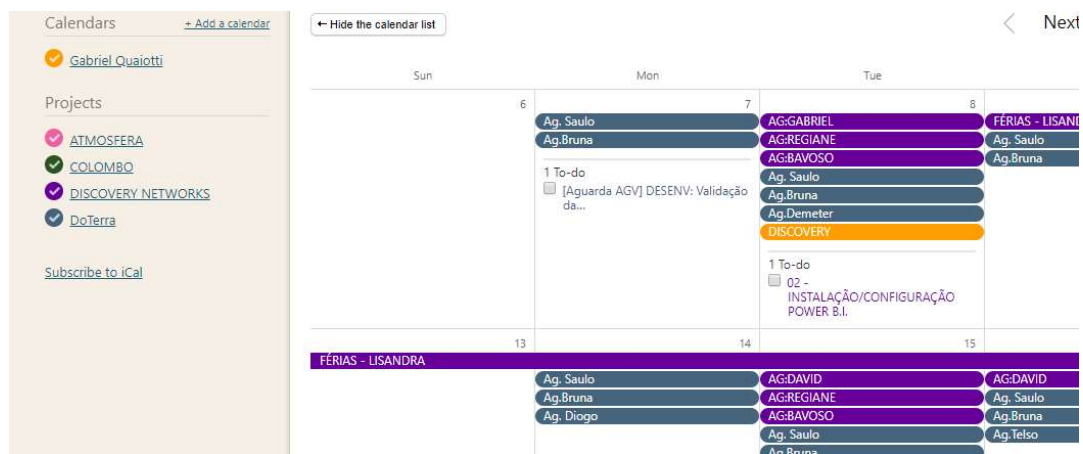 Calendars
+ Add a calendar
Gabriel Quaiotti
Projects
ATMOSFERA
COLOMBO
DISCOVERY NETWORKS
DoTerra
Subscribe to iCal
← Hide the calendar list
Next
Sun
Mon
Tue
6
7
Ag. Saulo
Ag.Bruna
1 To-do
[Aguarda AGV] DESENV: Validação
da...
8
AG:GABRIEL
AG:REGIANE
AG:BAVOSO
Ag. Saulo
Ag.Bruna
Ag.Demeter
DISCOVERY
1 To-do
02 -
INSTALAÇÃO/CONFIGURAÇÃO
POWER B.I.
FÉRIAS - LISAND
Ag. Saulo
Ag.Bruna
13
14
15
FÉRIAS - LISANDRA
Ag. Saulo
Ag.Bruna
Ag. Diogo
AG:DAVID
AG:REGIANE
AG:BAVOSO
Ag. Saulo
Ag.Bruna
AG:DAVID
Ag. Saulo
Ag.Bruna
Ag.Telso